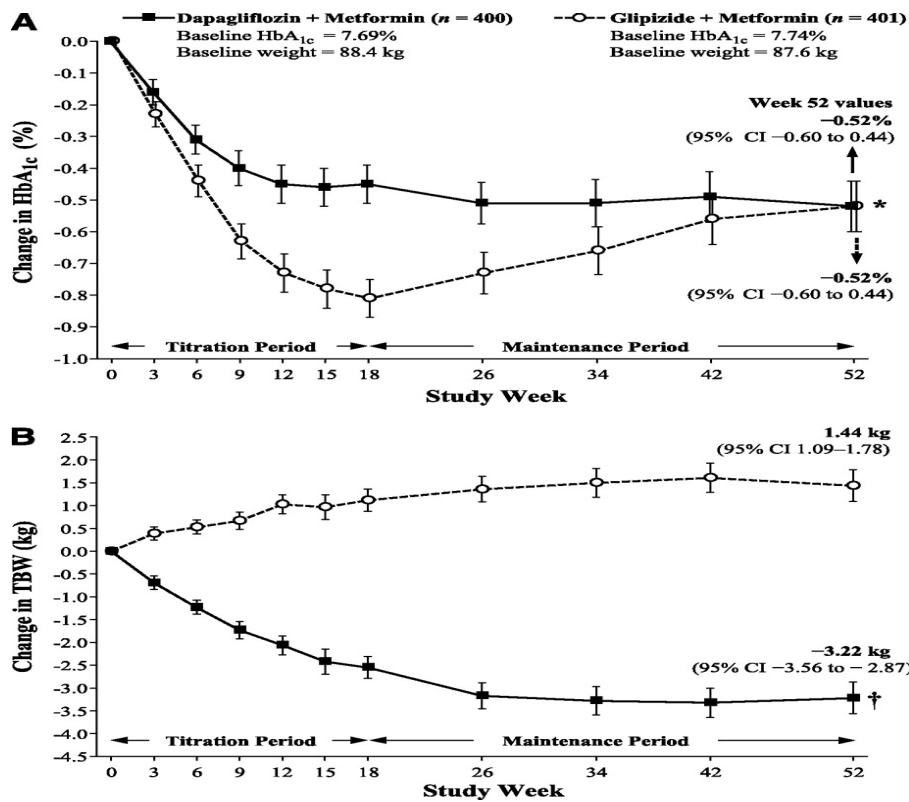 A
Dapagliflozin + Metformin (n = 400)
Baseline HbA1c = 7.69%
Baseline weight = 88.4 kg
Glipizide + Metformin (n = 401)
Baseline HbA1c = 7.74%
Baseline weight = 87.6 kg
Change in HbA1c (%)
0.0
-0.1
-0.2
-0.3
-0.4
-0.5
-0.6
-0.7
-0.8
-0.9
-1.0
Week 52 values
−0.52%
(95% CI −0.60 to 0.44)
*
−0.52%
(95% CI −0.60 to 0.44)
Titration Period
Maintenance Period
0 3 6 9 12 15 18 26 34 42 52
Study Week
B
Change in TBW (kg)
2.5
2.0
1.5
1.0
0.5
0.0
-0.5
-1.0
-1.5
-2.0
-2.5
-3.0
-3.5
-4.0
-4.5
1.44 kg
(95% CI 1.09–1.78)
−3.22 kg
(95% CI −3.56 to − 2.87)
†
Titration Period
Maintenance Period
0 3 6 9 12 15 18 26 34 42 52
Study Week